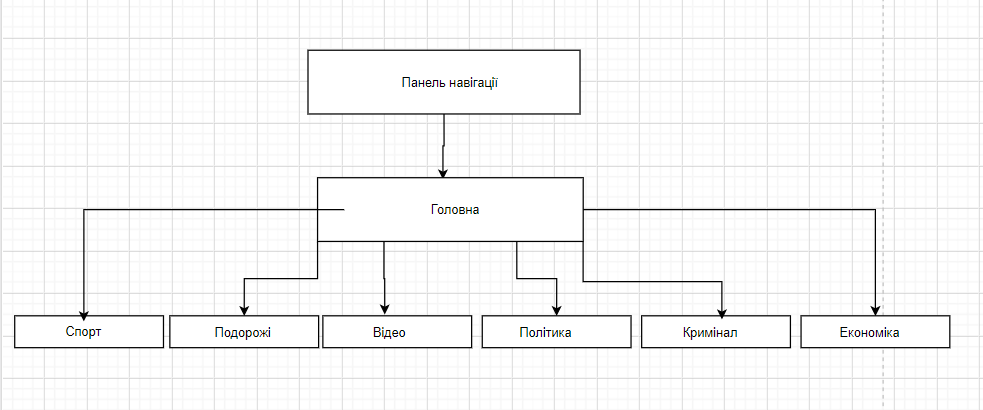 Панель навігації
Головна
Спорт
Подорожі
Відео
Політика
Кримінал
Економіка